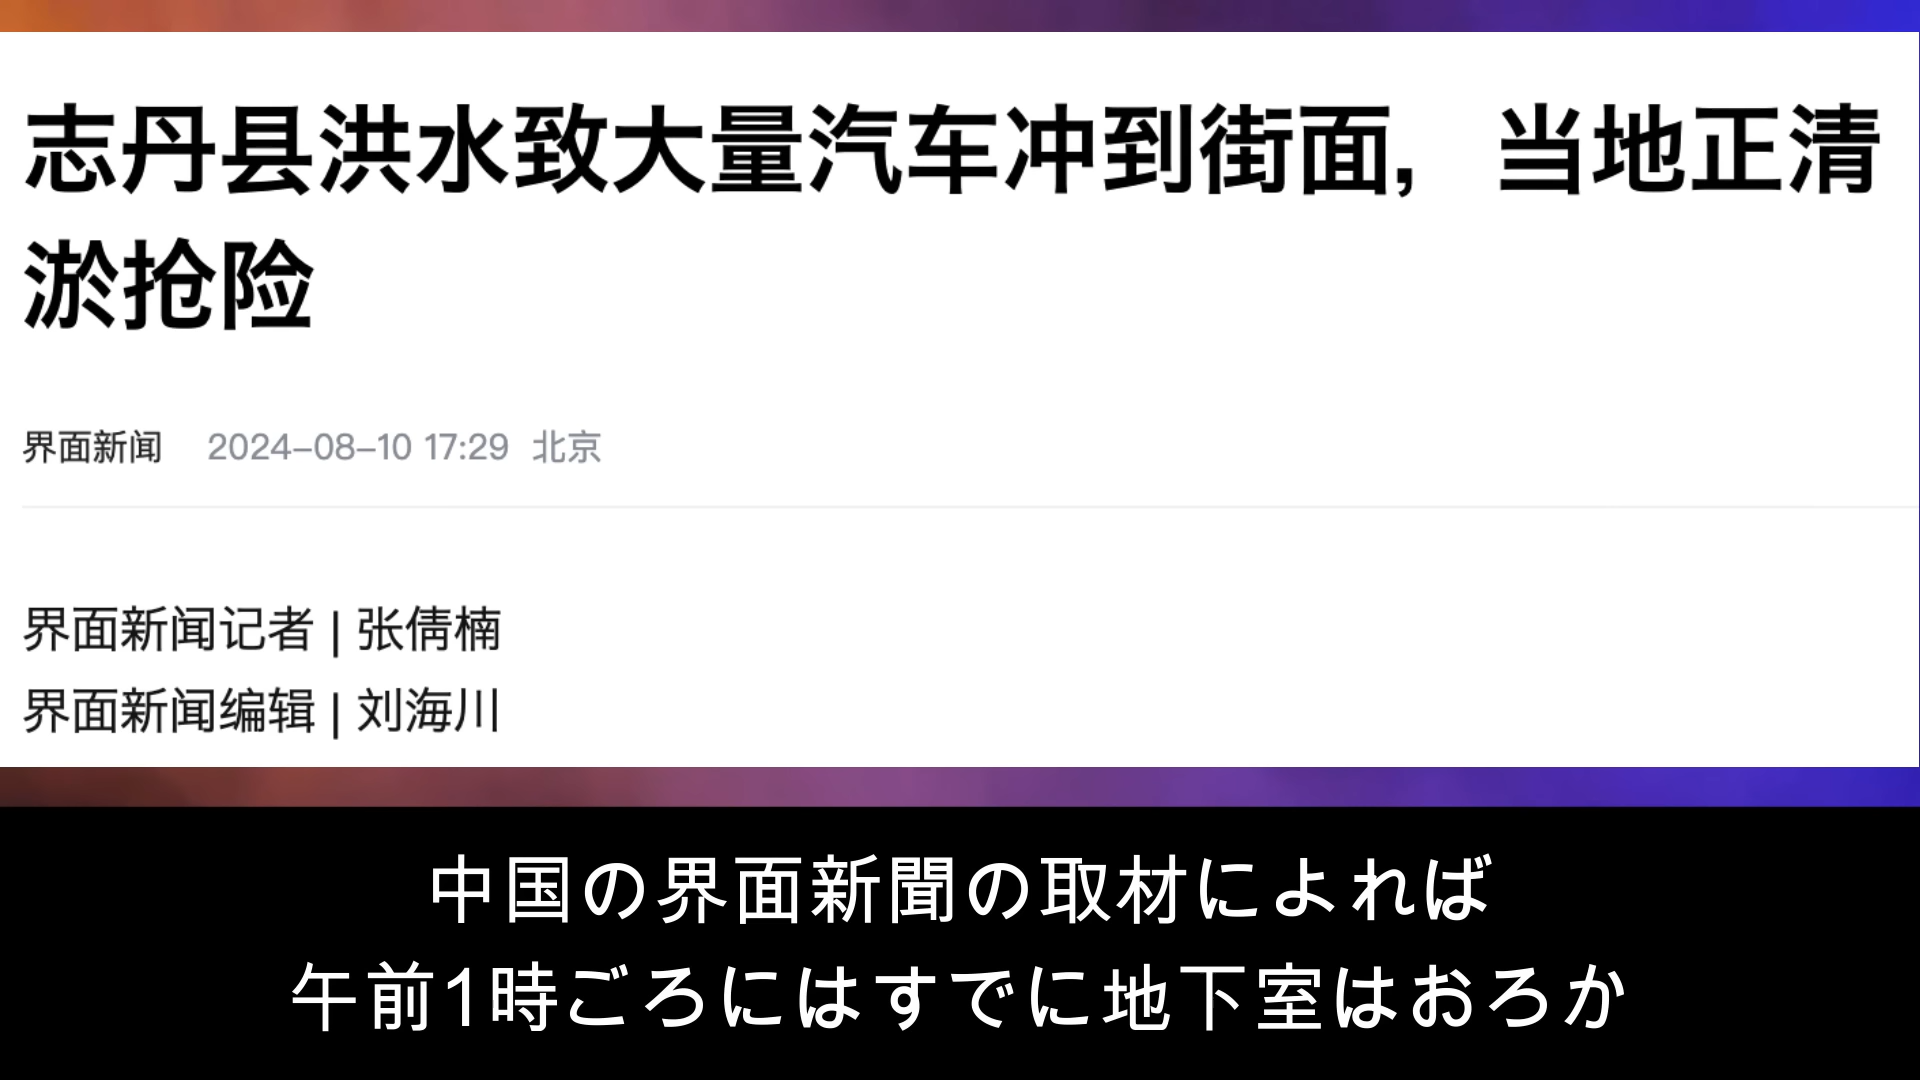 志丹县洪水致大量汽车冲到街面，当地正清
淤抢险
界面新闻 2024-08-10 17:29 北京
界面新闻记者 | 张倩楠
界面新闻编辑 | 刘海川
中国の界面新聞の取材によれば
午前1時ごろにはすでに地下室はおろか